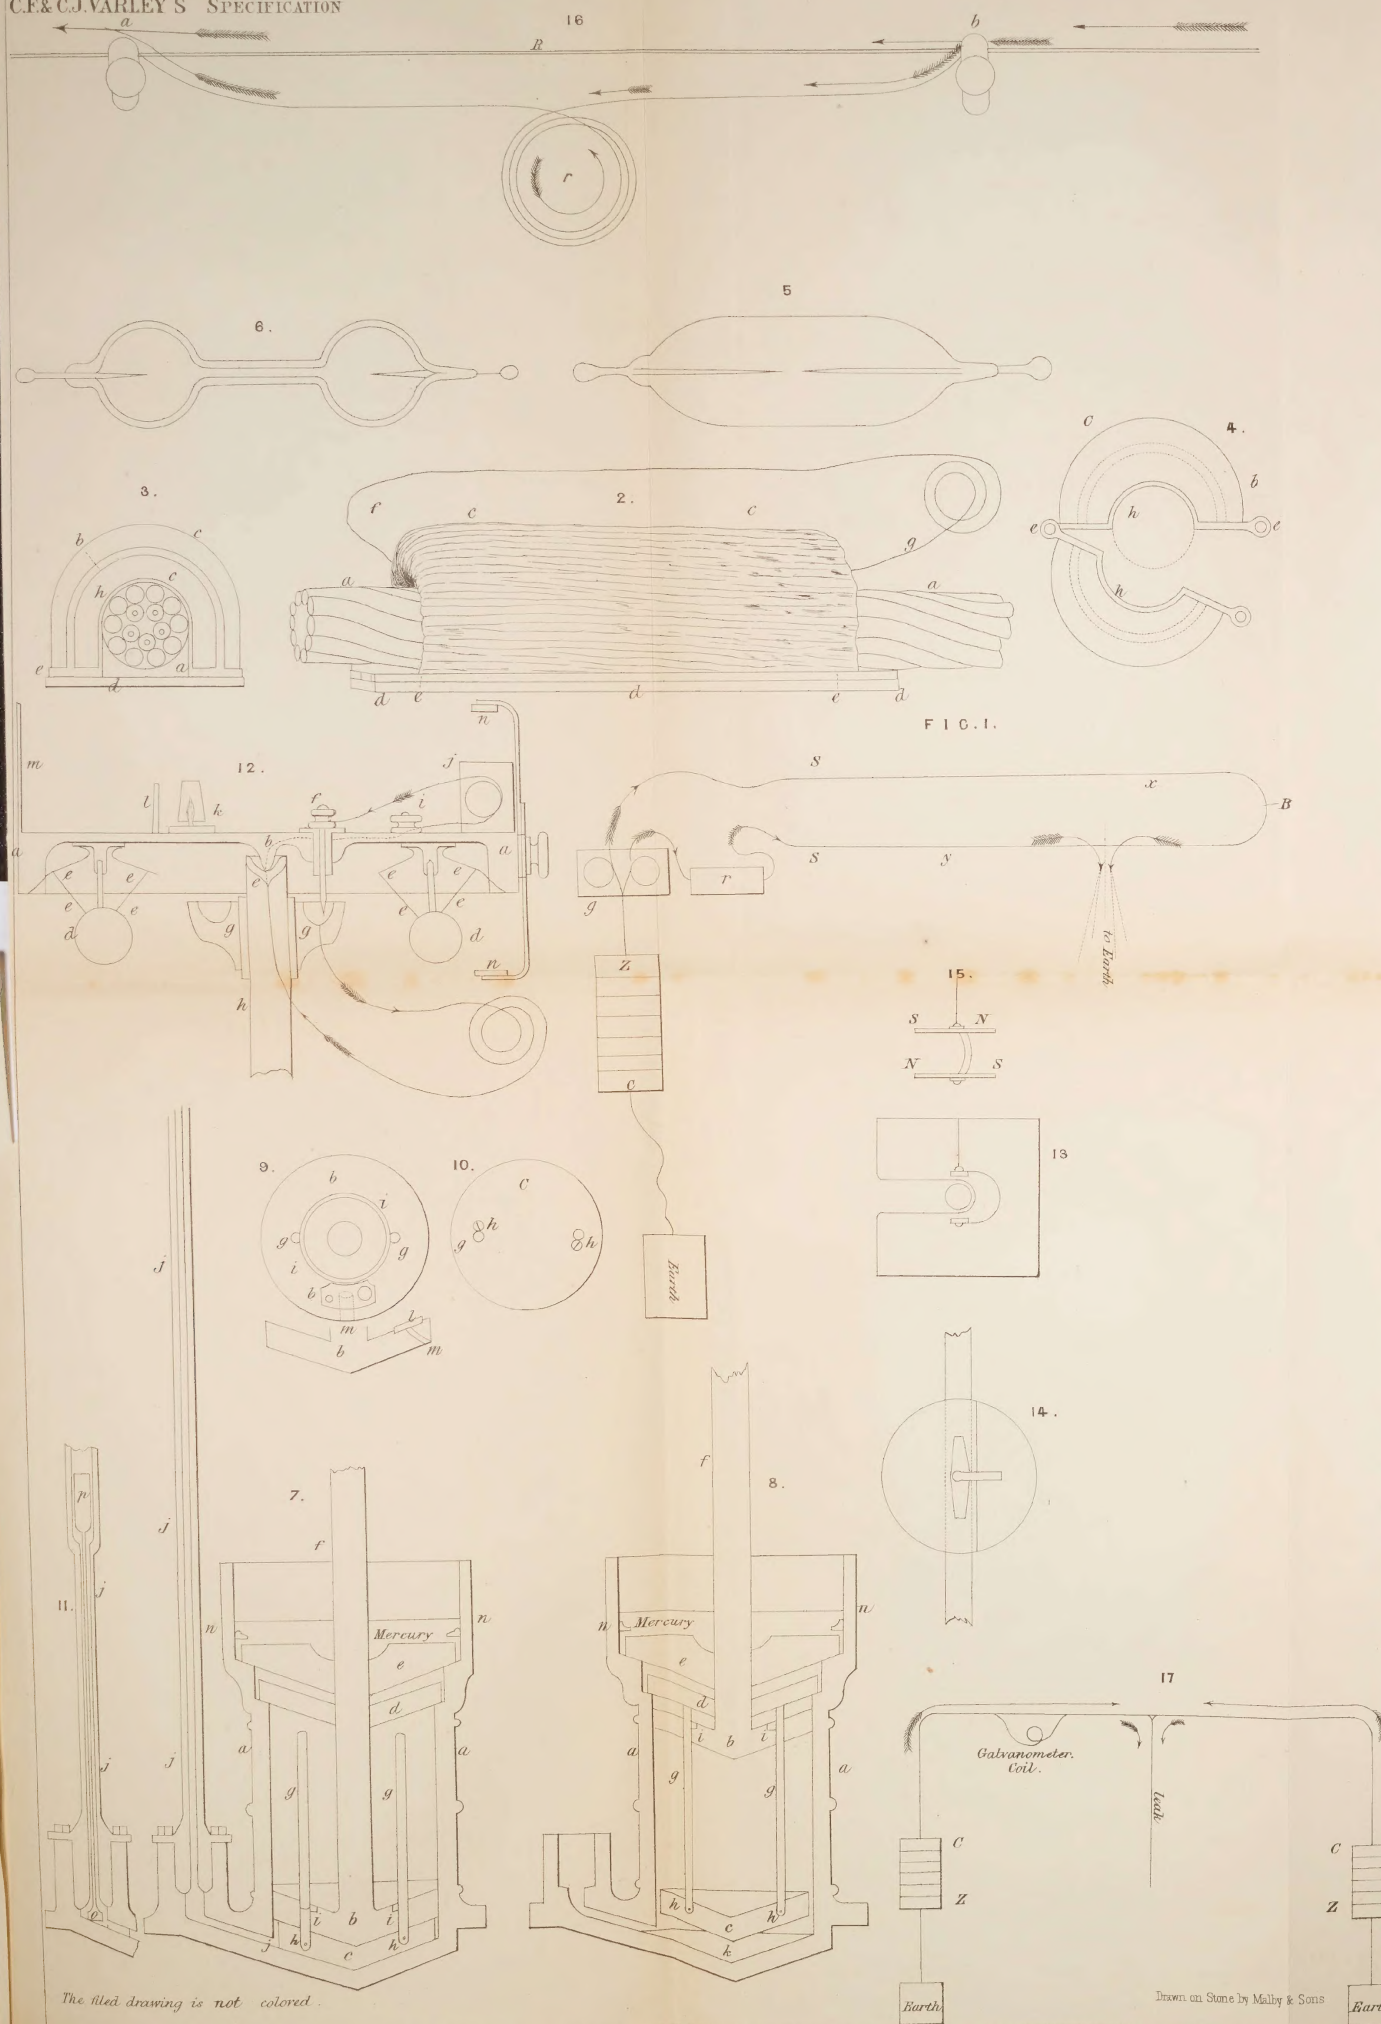 C.F. & C.J. VARLEY'S SPECIFICATION
16
a
b
R
r
5
6.
4.
C
b
h
e
e
h
3.
b
c
c
h
a
e
d
2.
f
c
c
g
a
a
d
e
d
e
d
FIG. 1.
S
x
B
S
y
r
g
Z
C
to Earth
Earth
12.
n
m
j
l
k
f
i
b
a
a
e
e
e
e
e
e
e
e
e
d
d
g
g
n
h
15.
S
N
N
S
13
9.
b
i
g
g
i
b
m
l
b
m
10.
C
h
g
h
14.
j
j
j
11.
p
j
j
o
7.
f
n
n
Mercury
e
d
a
a
g
g
i
b
i
h
h
c
j
8.
f
n
n
Mercury
e
d
i
b
i
a
a
g
g
h
h
c
k
17
Galvanometer.
Coil.
leak
C
Z
C
Z
Earth
Eart
The filed drawing is not colored.
Drawn on Stone by Malby & Sons